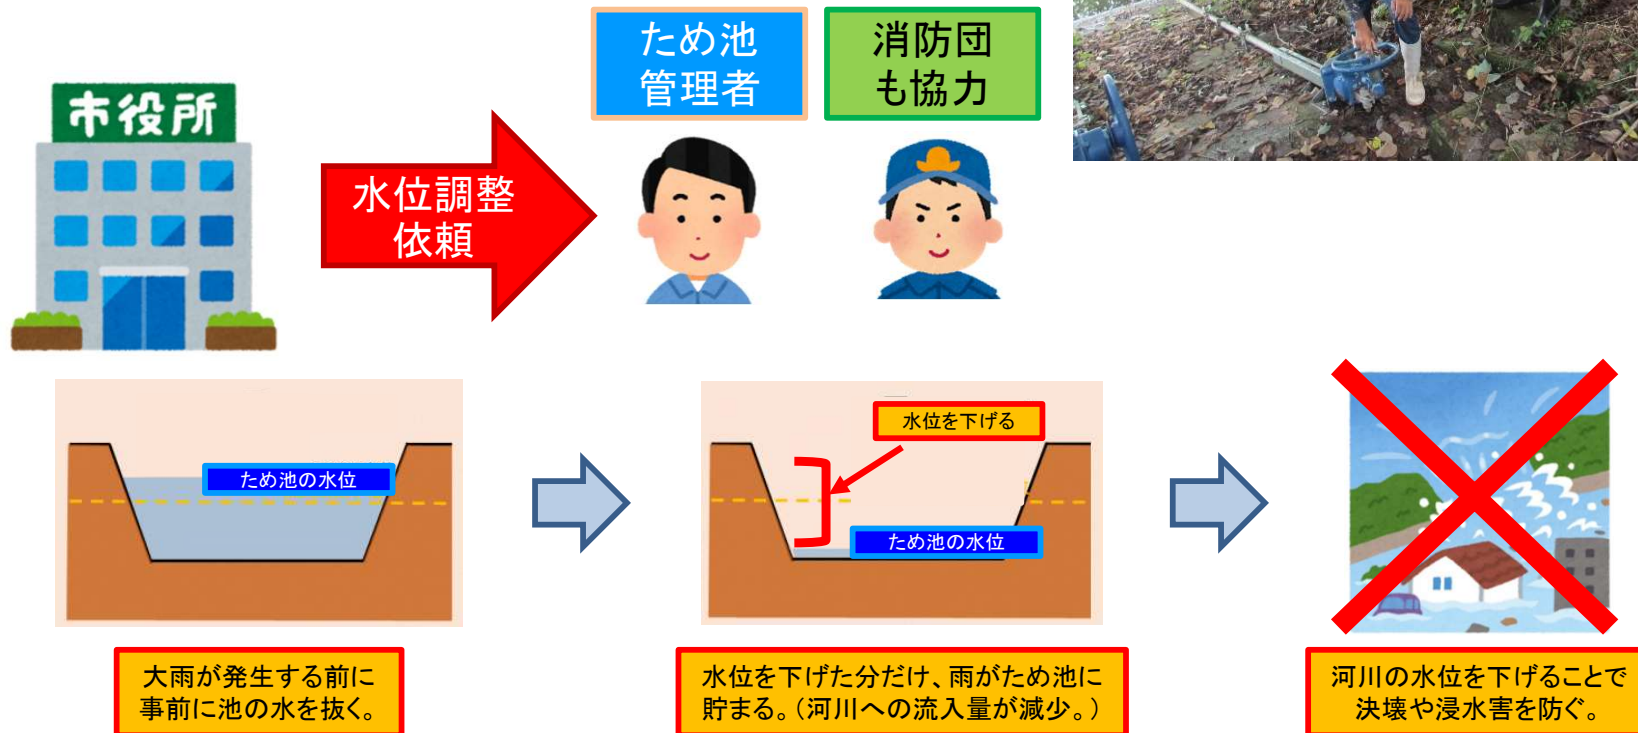 市役所
水位調整
依頼
ため池
管理者
消防団
も協力
ため池の水位
水位を下げる
ため池の水位
大雨が発生する前に
事前に池の水を抜く。
水位を下げた分だけ、雨がため池に
貯まる。(河川への流入量が減少。)
河川の水位を下げることで
決壊や浸水害を防ぐ。